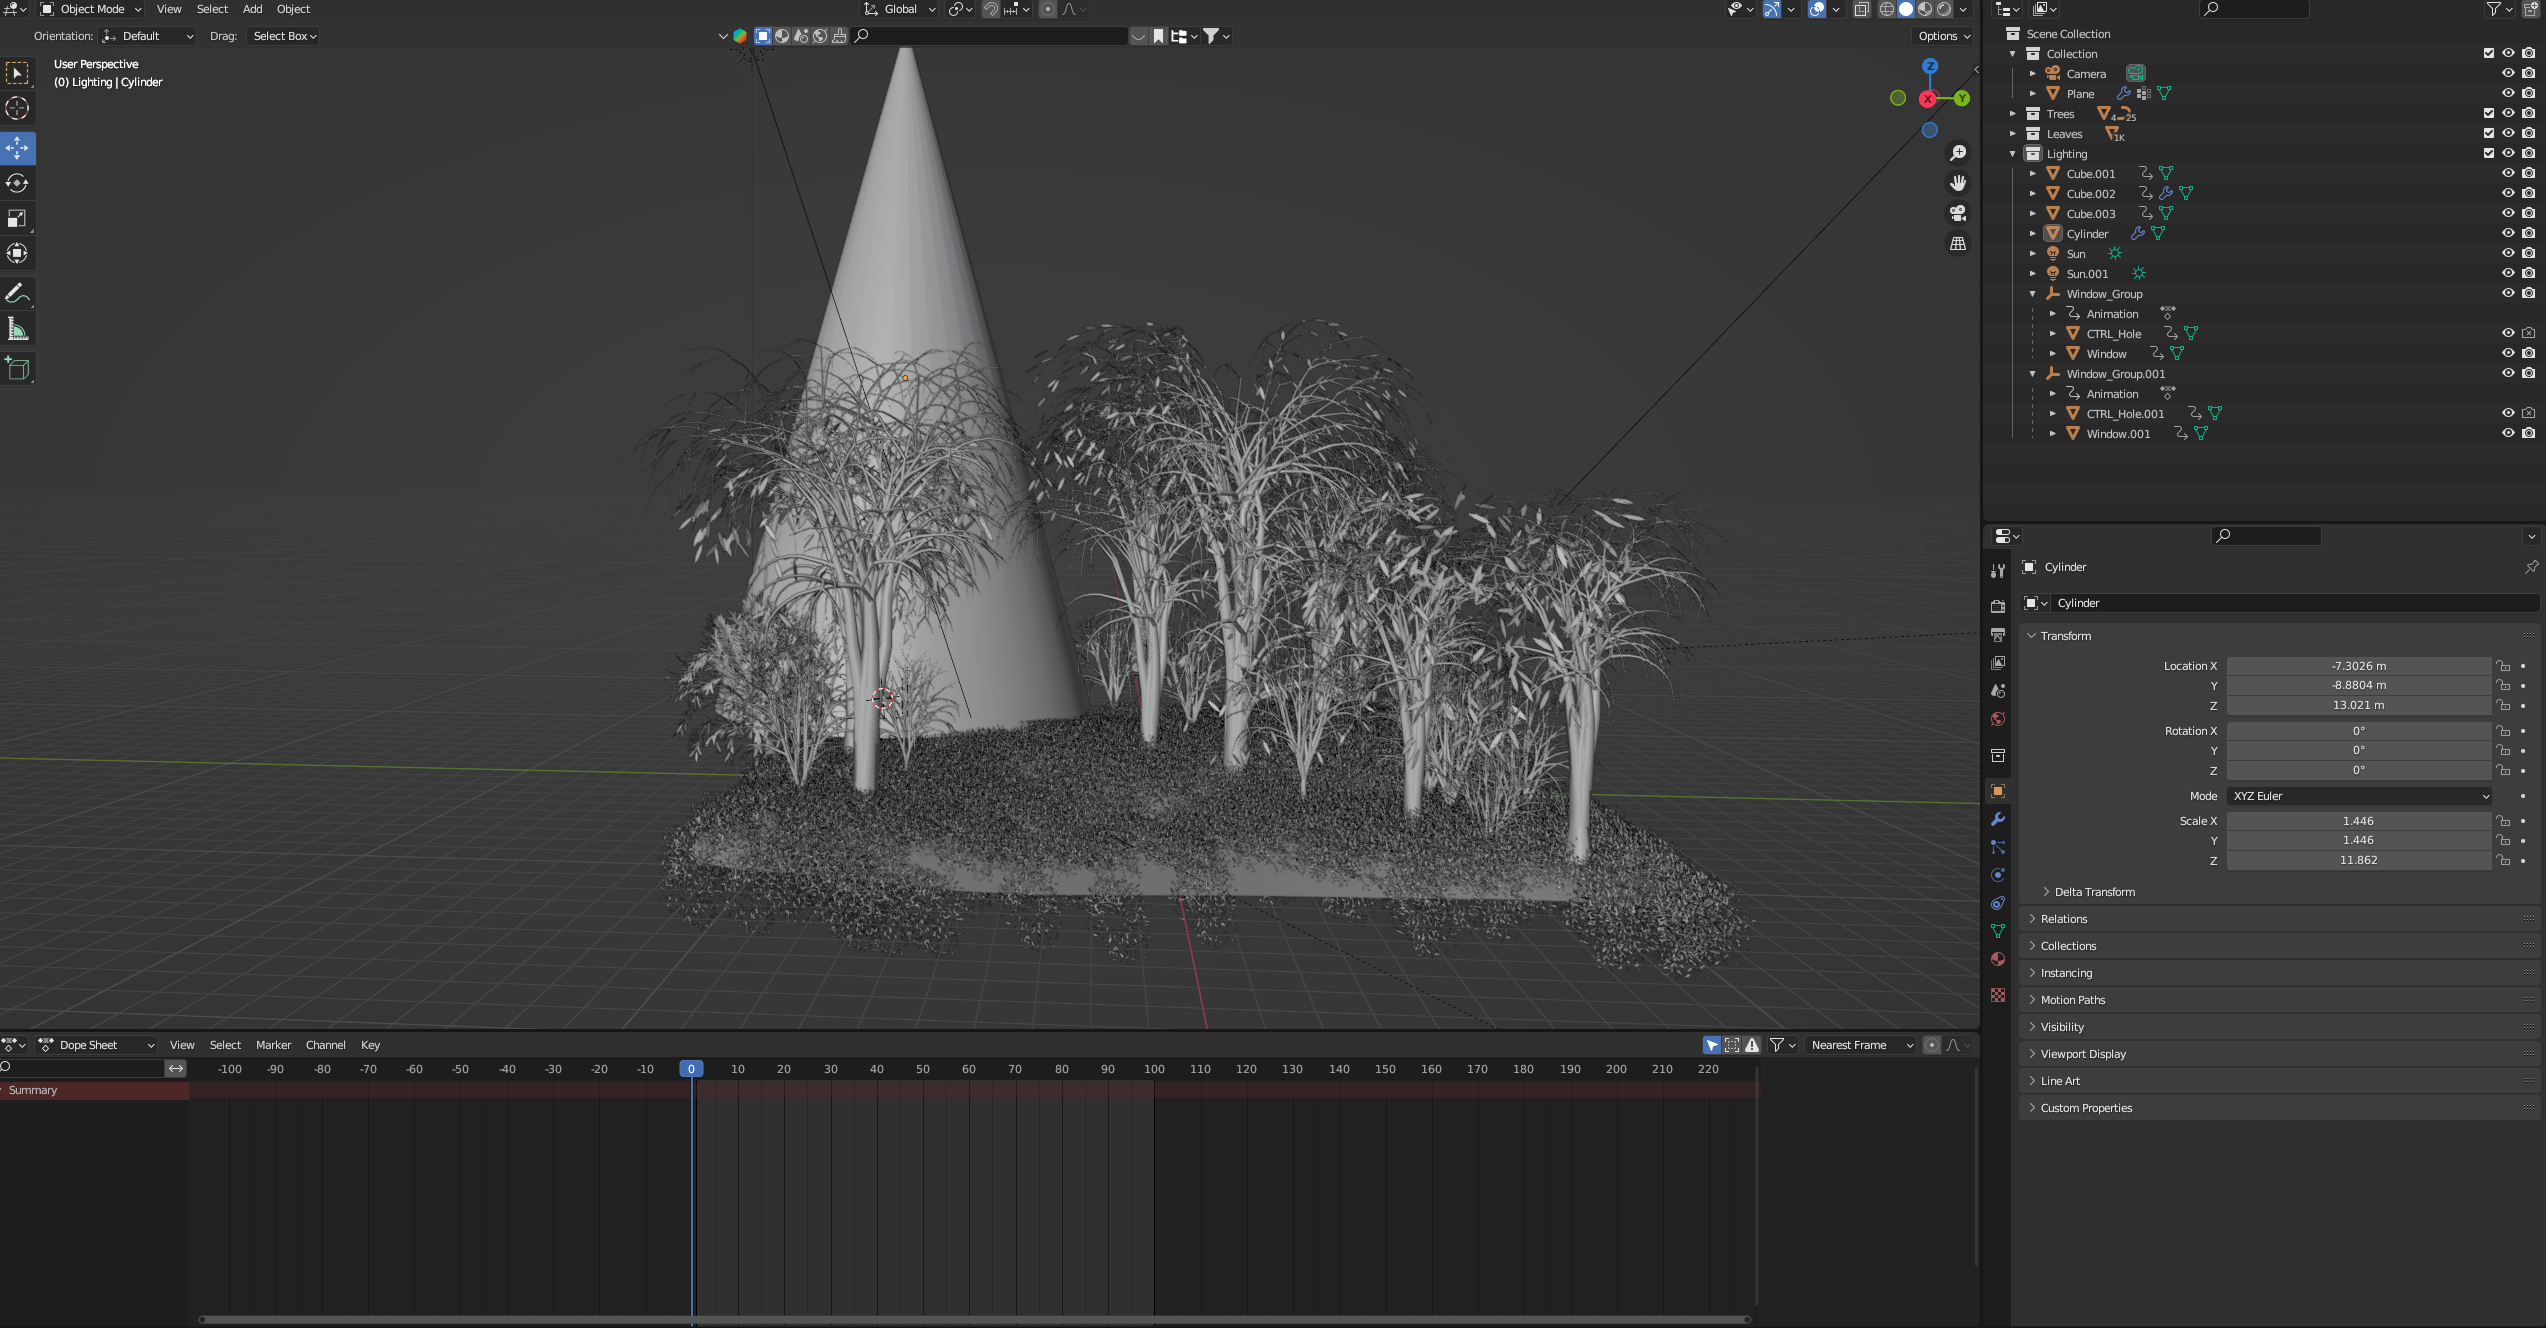 Object Mode View Select Add Object Global
Orientation: Default Drag: Select Box Options
User Perspective
(0) Lighting | Cylinder
Z
X Y
Scene Collection
Collection
Camera
Plane
Trees 4 25
Leaves 1K
Lighting
Cube.001
Cube.002
Cube.003
Cylinder
Sun
Sun.001
Window_Group
Animation
CTRL_Hole
Window
Window_Group.001
Animation
CTRL_Hole.001
Window.001
Cylinder
Cylinder
Transform
Location X -7.3026 m
Y -8.8804 m
Z 13.021 m
Rotation X 0°
Y 0°
Z 0°
Mode XYZ Euler
Scale X 1.446
Y 1.446
Z 11.862
Delta Transform
Relations
Collections
Instancing
Motion Paths
Visibility
Viewport Display
Line Art
Custom Properties
Dope Sheet View Select Marker Channel Key Nearest Frame
-100 -90 -80 -70 -60 -50 -40 -30 -20 -10 0 10 20 30 40 50 60 70 80 90 100 110 120 130 140 150 160 170 180 190 200 210 220
Summary